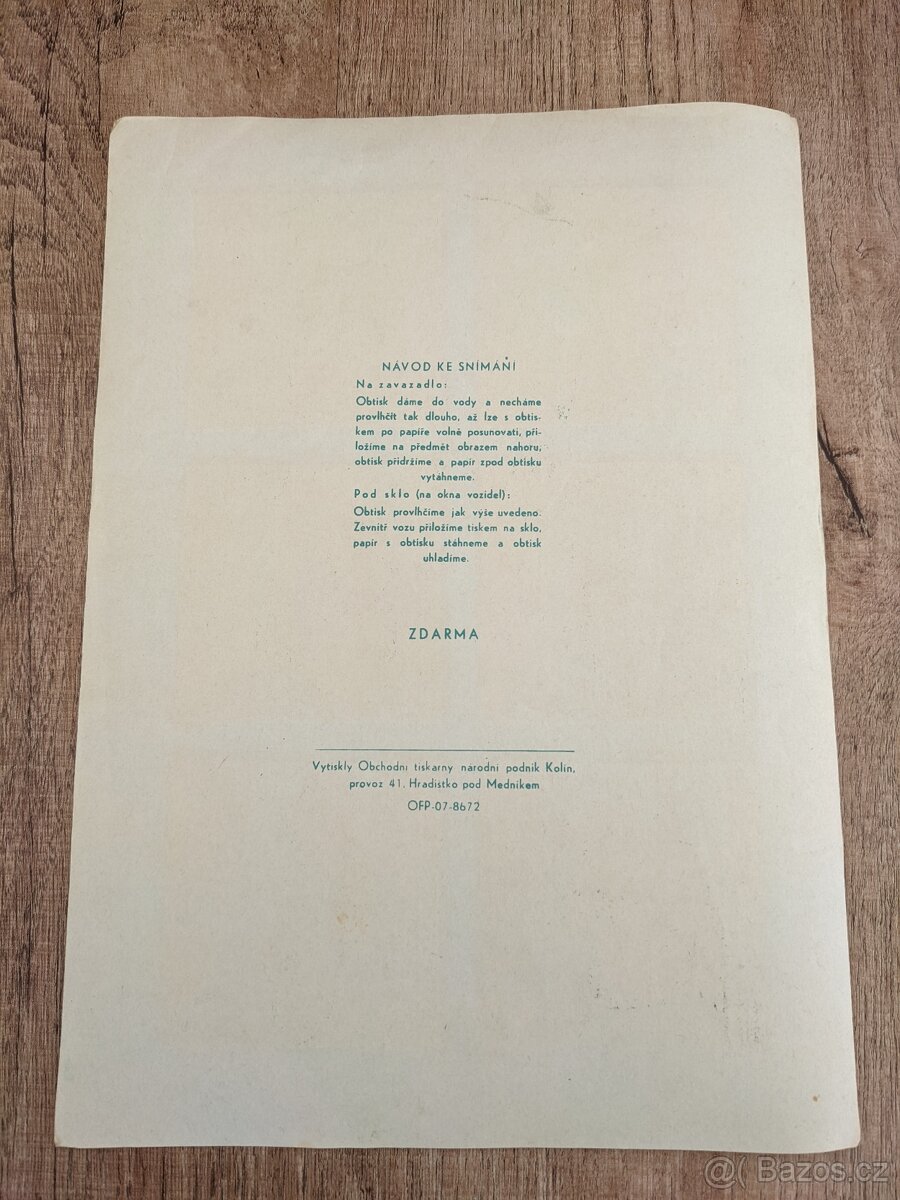 NÁVOD KE SNÍMÁNÍ
Na zavazadlo:
Obtisk dáme do vody a necháme
provlhčít tak dlouho, až lze s obtis-
kem po papíře volně posunovati, při-
ložíme na předmět obrazem nahoru,
obtisk přidržíme a papír zpod obtisku
vytáhneme.
Pod sklo (na okna vozidel):
Obtisk provlhčíme jak výše uvedeno.
Zevnitř vozu přiložíme tiskem na sklo,
papír s obtisku stáhneme a obtisk
uhladíme.
ZDARMA
Vytiskly Obchodní tiskárny národní podnik Kolín,
provoz 41, Hradistko pod Medníkem
OFP-07-8672
@ Bazos.cz